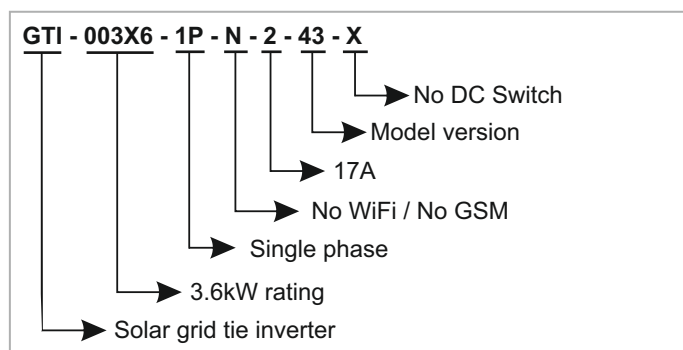 GTI - 003X6 - 1P - N - 2 - 43 - X
No DC Switch
Model version
17A
No WiFi / No GSM
Single phase
3.6kW rating
Solar grid tie inverter